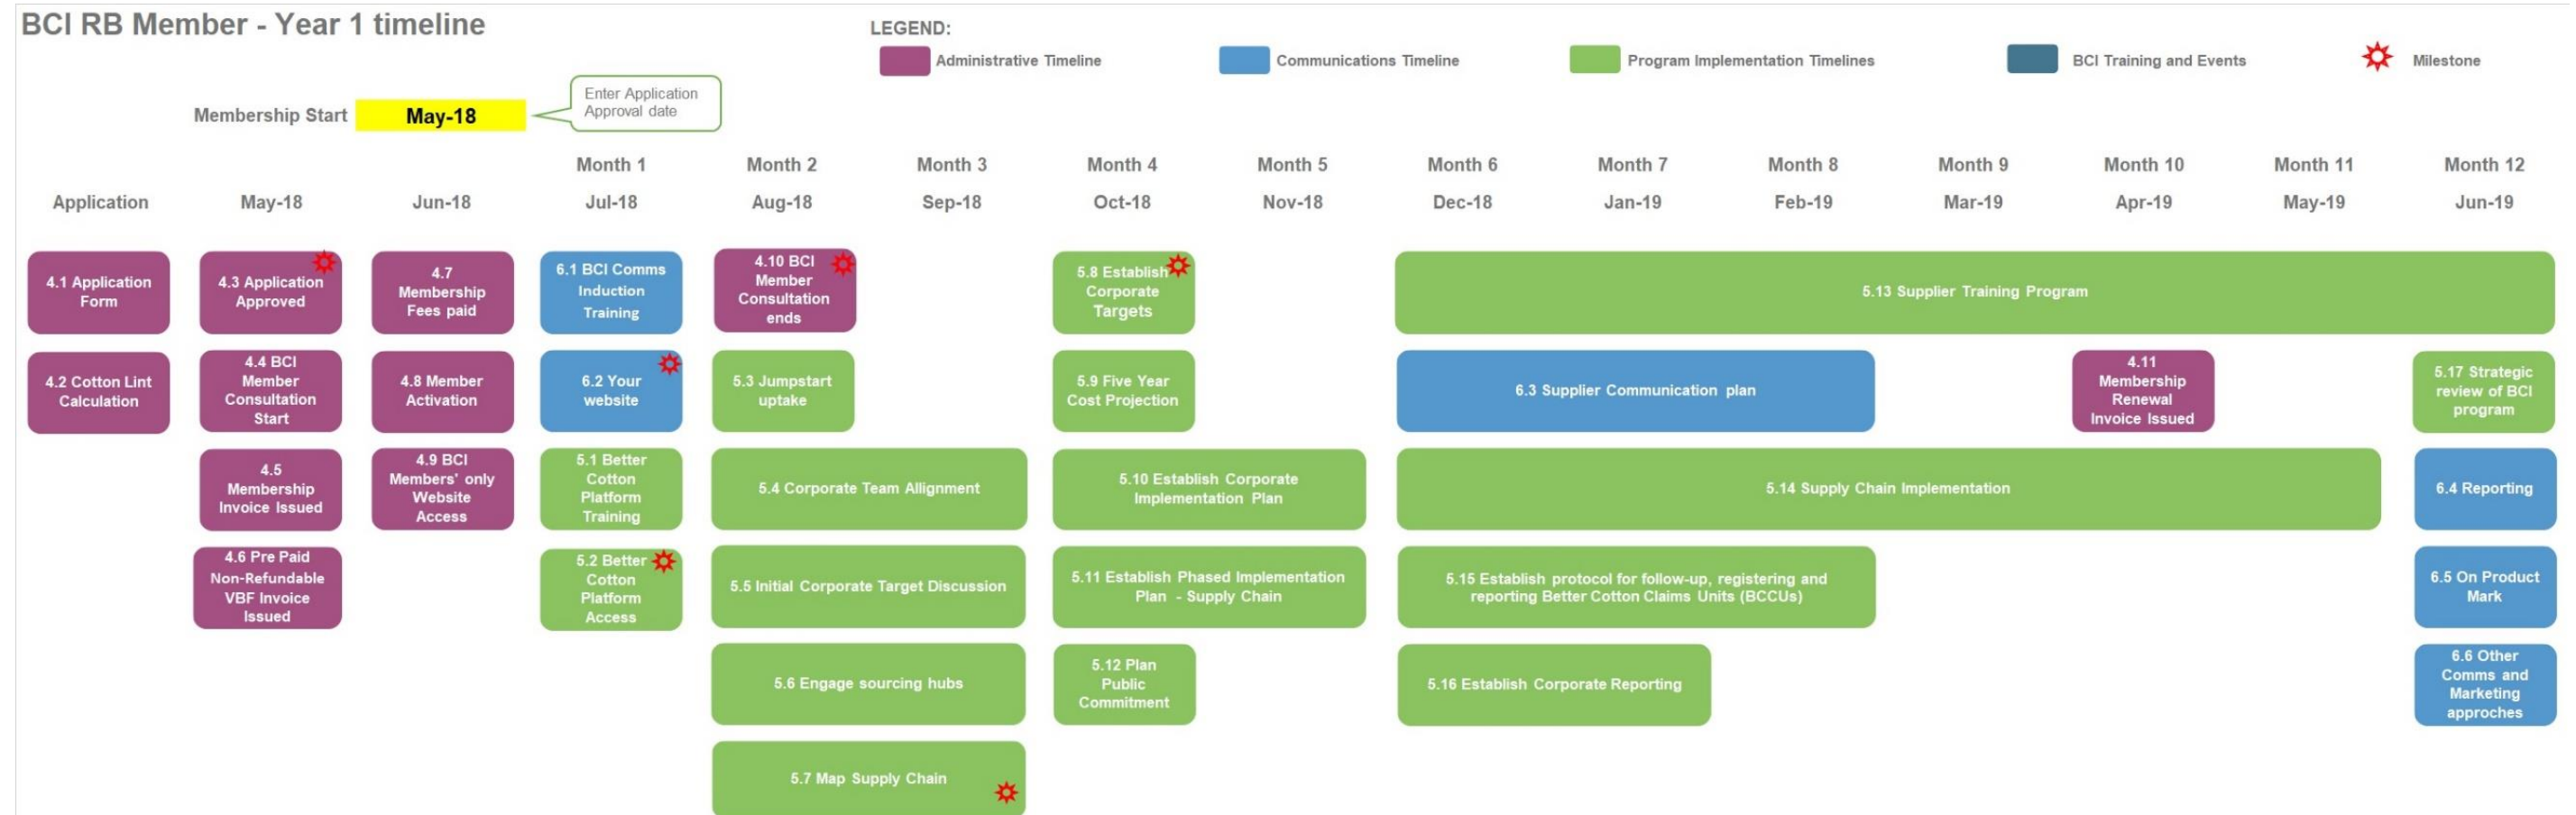 BCI RB Member - Year 1 timeline
LEGEND:
Administrative Timeline
Communications Timeline
Program Implementation Timelines
BCI Training and Events
Milestone
Membership Start
May-18
Enter Application
Approval date
Month 1
Month 2
Month 3
Month 4
Month 5
Month 6
Month 7
Month 8
Month 9
Month 10
Month 11
Month 12
Application
May-18
Jun-18
Jul-18
Aug-18
Sep-18
Oct-18
Nov-18
Dec-18
Jan-19
Feb-19
Mar-19
Apr-19
May-19
Jun-19
4.1 Application
Form
4.3 Application
Approved
4.7
Membership
Fees paid
6.1 BCI Comms
Induction
Training
4.10 BCI
Member
Consultation
ends
5.8 Establish
Corporate
Targets
5.13 Supplier Training Program
4.2 Cotton Lint
Calculation
4.4 BCI
Member
Consultation
Start
4.8 Member
Activation
6.2 Your
website
5.3 Jumpstart
uptake
5.9 Five Year
Cost Projection
6.3 Supplier Communication plan
4.11
Membership
Renewal
Invoice Issued
5.17 Strategic
review of BCI
program
4.5
Membership
Invoice Issued
4.9 BCI
Members' only
Website
Access
5.1 Better
Cotton
Platform
Training
5.4 Corporate Team Allignment
5.10 Establish Corporate
Implementation Plan
5.14 Supply Chain Implementation
6.4 Reporting
4.6 Pre Paid
Non-Refundable
VBF Invoice
Issued
5.2 Better
Cotton
Platform
Access
5.5 Initial Corporate Target Discussion
5.11 Establish Phased Implementation
Plan - Supply Chain
5.15 Establish protocol for follow-up, registering and
reporting Better Cotton Claims Units (BCCUs)
6.5 On Product
Mark
5.6 Engage sourcing hubs
5.12 Plan
Public
Commitment
5.16 Establish Corporate Reporting
6.6 Other
Comms and
Marketing
approches
5.7 Map Supply Chain